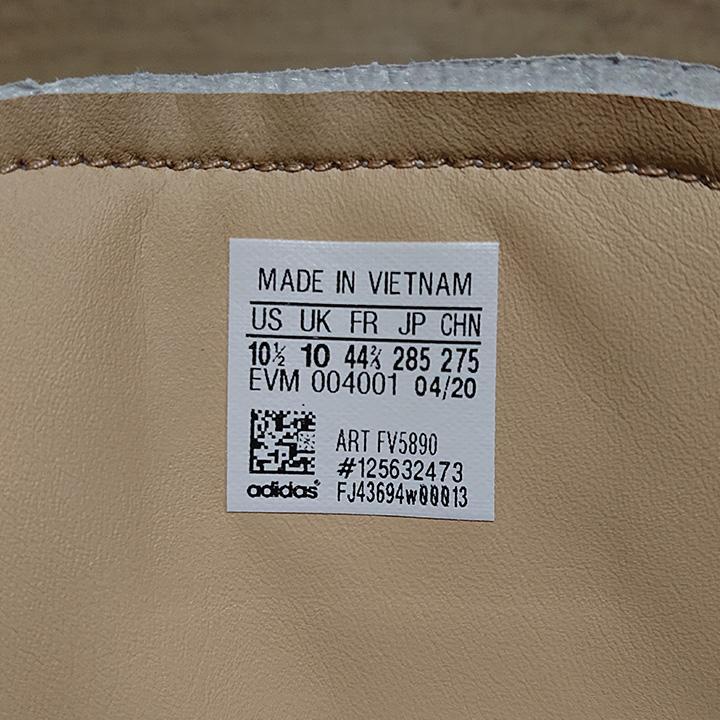 MADE IN VIETNAM
US UK FR JP CHN
10½ 10 44⅔ 285 275
EVM 004001 04/20
ART FV5890
#125632473
adidas FJ43694w00013